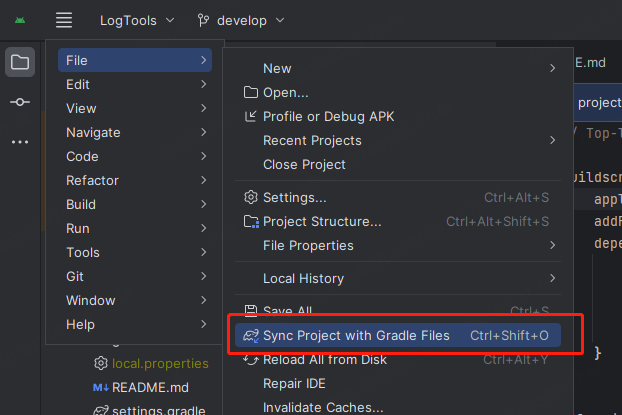 LogTools develop
File
Edit
View
Navigate
Code
Refactor
Build
Run
Tools
Git
Window
Help
New
Open...
Profile or Debug APK
Recent Projects
Close Project
Settings... Ctrl+Alt+S
Project Structure... Ctrl+Alt+Shift+S
File Properties
Local History
Save All Ctrl+S
Sync Project with Gradle Files Ctrl+Shift+O
Reload All from Disk Ctrl+Alt+Y
Repair IDE
Invalidate Caches...
local.properties
M↓ README.md
settings.gradle
E.md
project
/ Top-
uildscr
appl
addR
depe
}